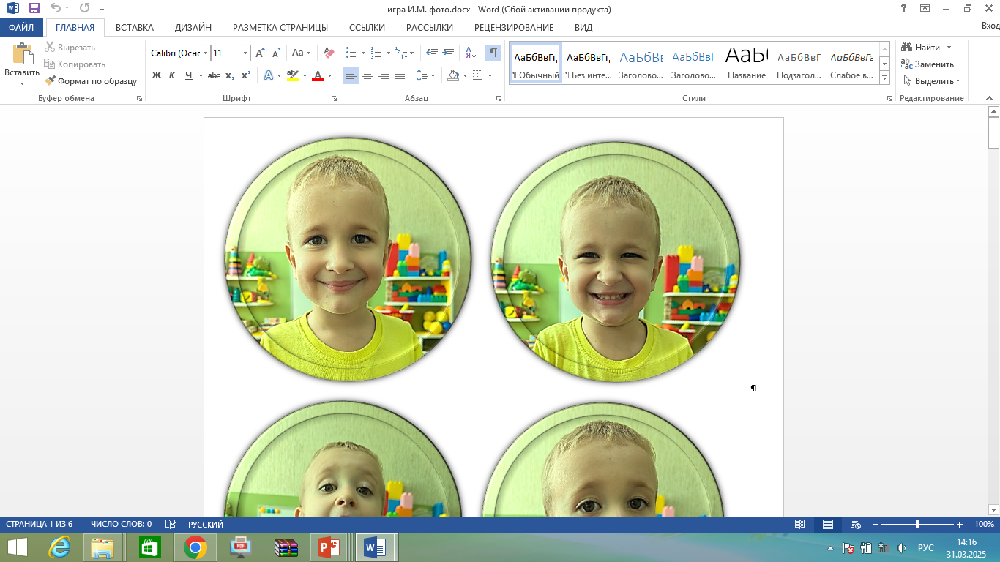 игра И.М. фото.docx - Word (Сбой активации продукта)
ФАЙЛ ГЛАВНАЯ ВСТАВКА ДИЗАЙН РАЗМЕТКА СТРАНИЦЫ ССЫЛКИ РАССЫЛКИ РЕЦЕНЗИРОВАНИЕ ВИД Вход
Вставить
Вырезать
Копировать
Формат по образцу
Буфер обмена
Calibri (Оснс 11
Ж К Ч abc x₂ x²
Шрифт
Абзац
АаБбВвГг, АаБбВвГг, АаБбВв АаБбВвГ АаЬ АаБбВвГ АаБбВвГг
¶ Обычный ¶ Без инте... Заголово... Заголово... Название Подзагол... Слабое в...
Стили
Найти
Заменить
Выделить
Редактирование
¶
СТРАНИЦА 1 ИЗ 6 ЧИСЛО СЛОВ: 0 РУССКИЙ 100%
PDF
РУС
14:16
31.03.2025